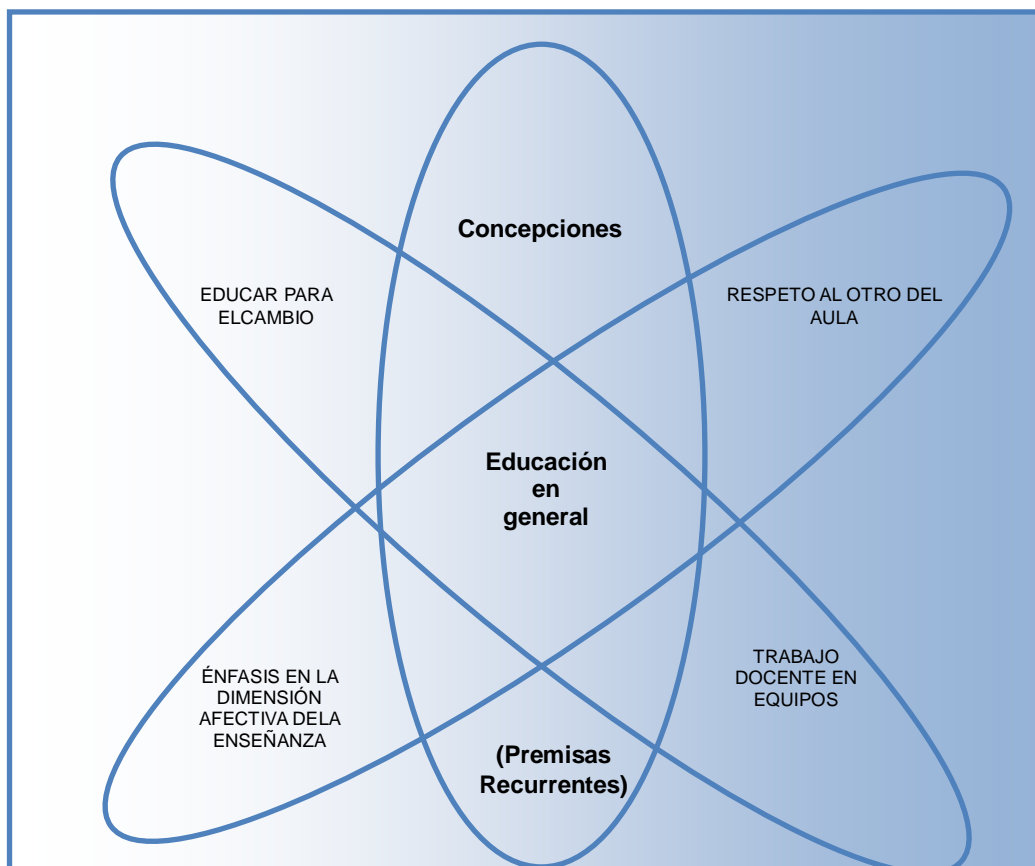 Concepciones
EDUCAR PARA
ELCAMBIO
RESPETO AL OTRO DEL
AULA
Educación
en
general
ÉNFASIS EN LA
DIMENSIÓN
AFECTIVA DELA
ENSEÑANZA
TRABAJO
DOCENTE EN
EQUIPOS
(Premisas
Recurrentes)